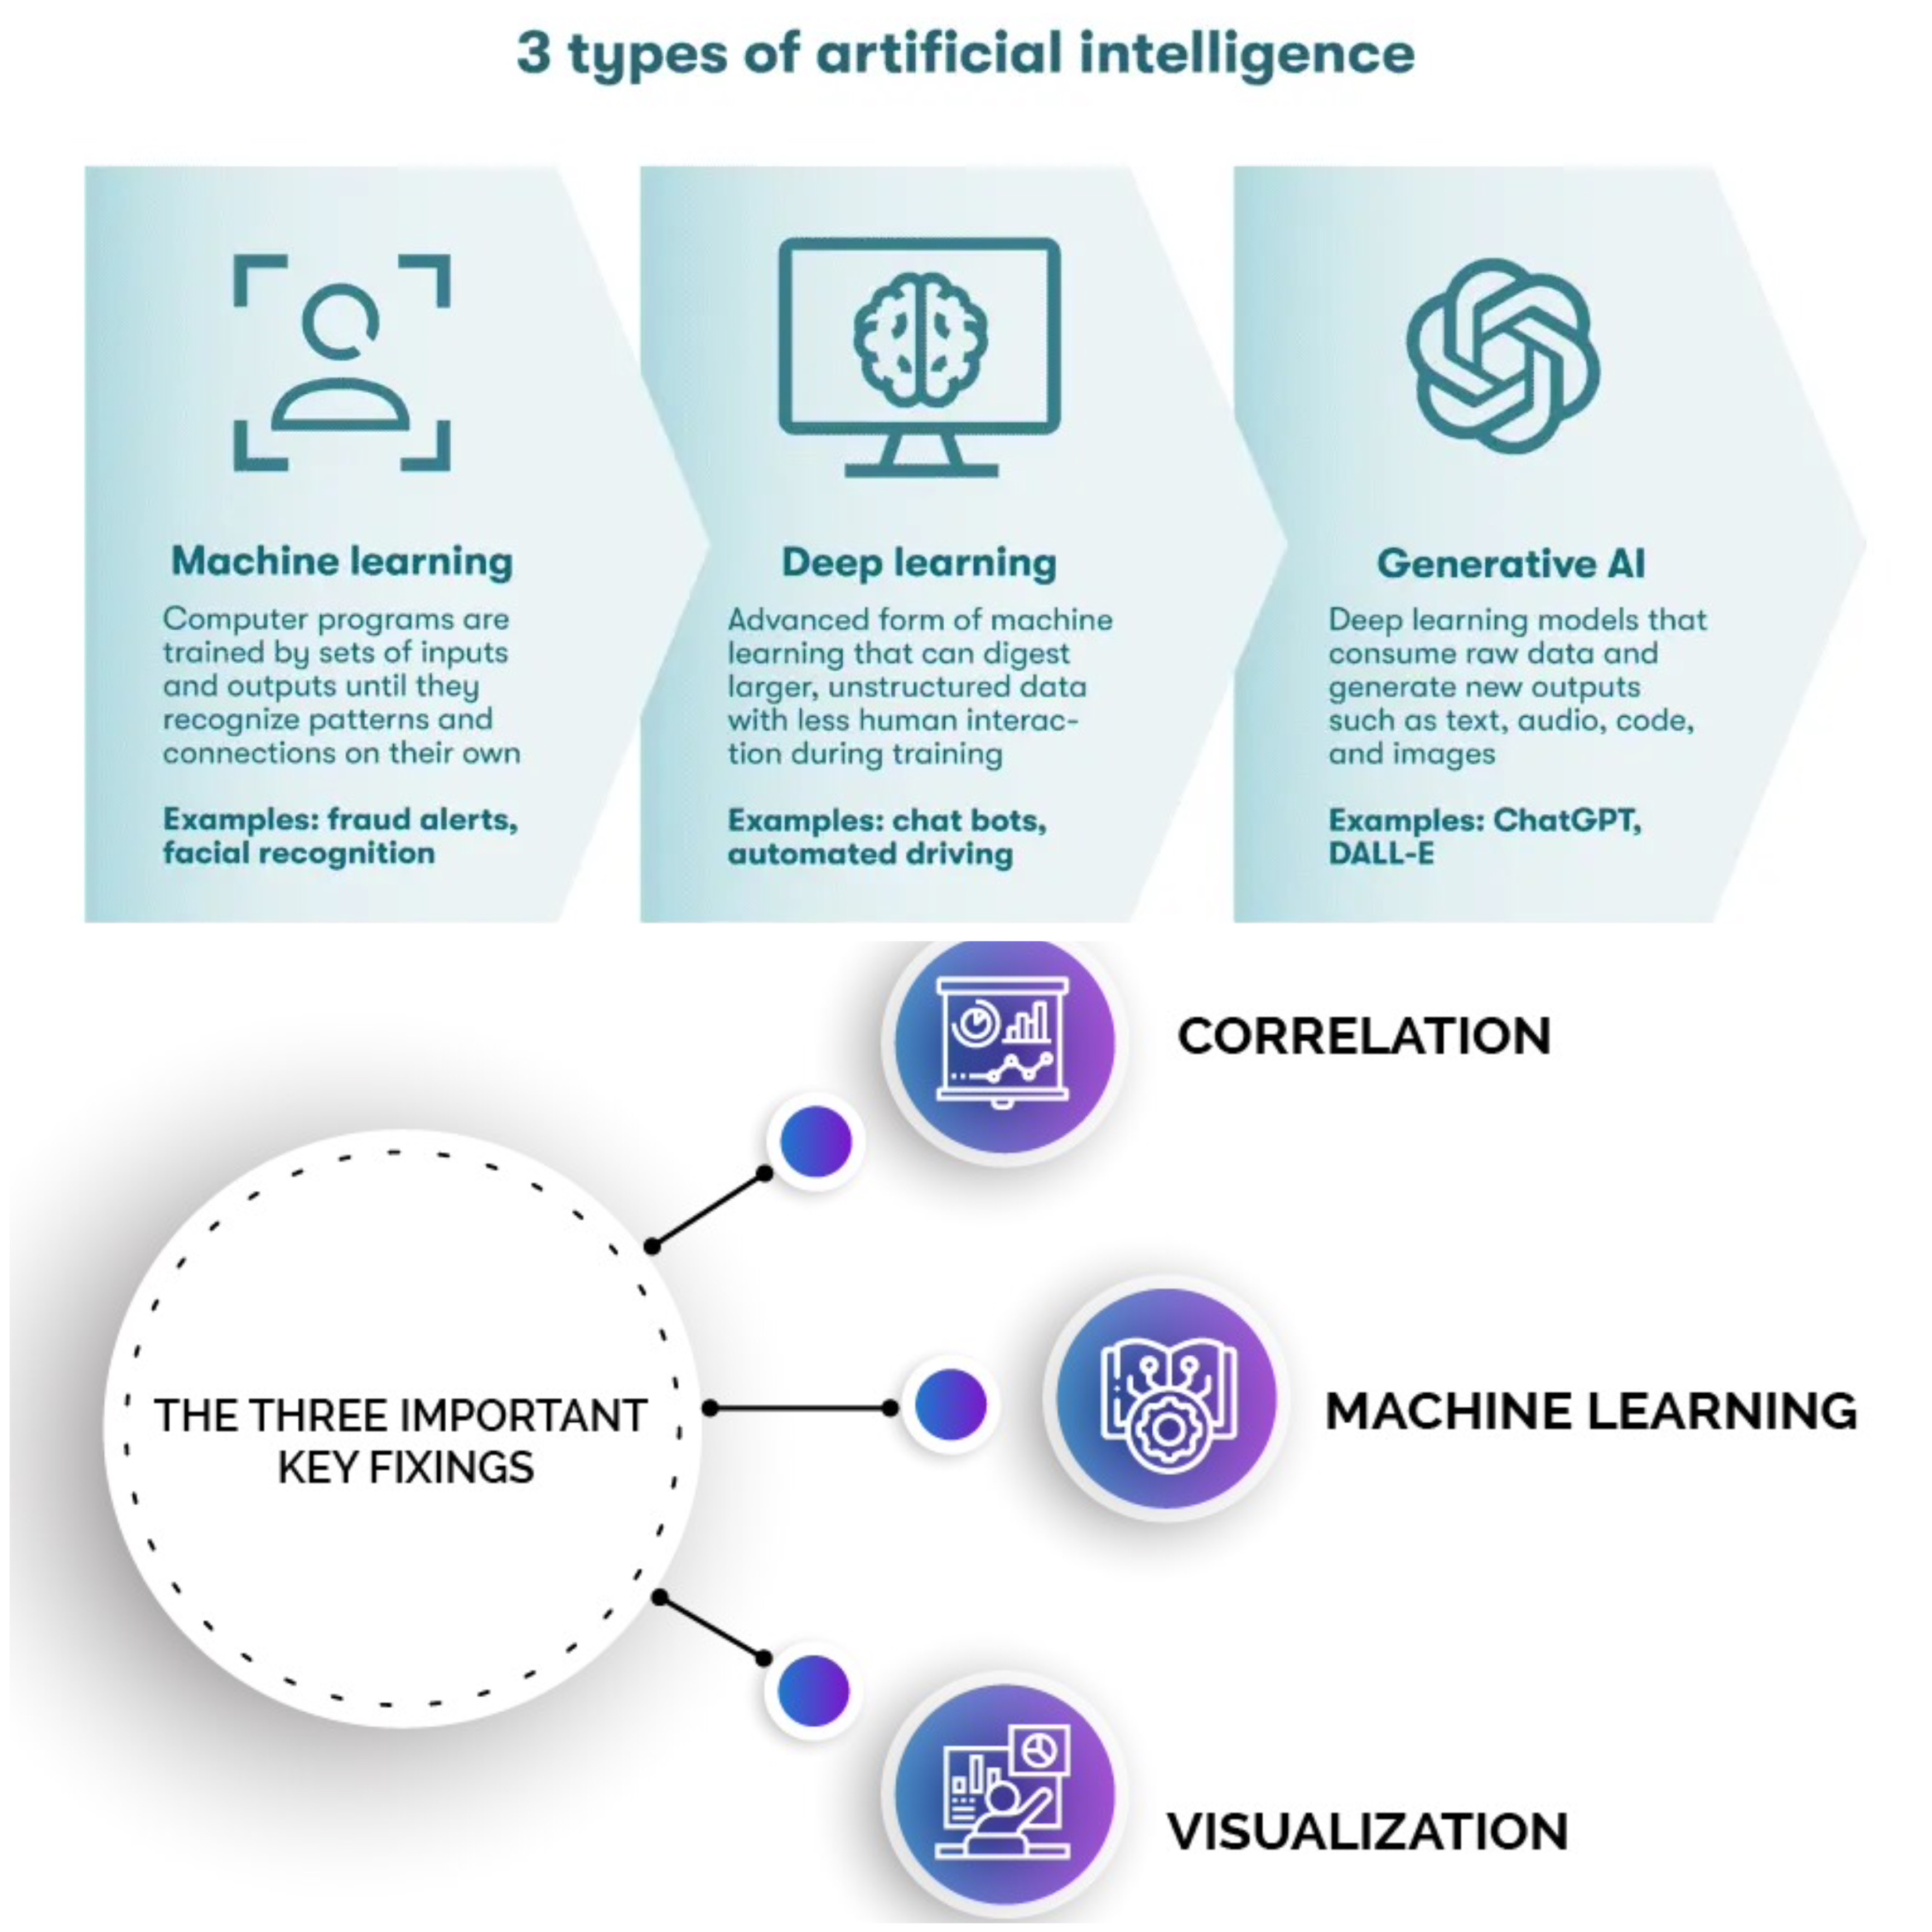 3 types of artificial intelligence
Machine learning
Computer programs are
trained by sets of inputs
and outputs until they
recognize patterns and
connections on their own
Examples: fraud alerts,
facial recognition
Deep learning
Advanced form of machine
learning that can digest
larger, unstructured data
with less human interac-
tion during training
Examples: chat bots,
automated driving
Generative AI
Deep learning models that
consume raw data and
generate new outputs
such as text, audio, code,
and images
Examples: ChatGPT,
DALL-E
THE THREE IMPORTANT
KEY FIXINGS
CORRELATION
MACHINE LEARNING
VISUALIZATION